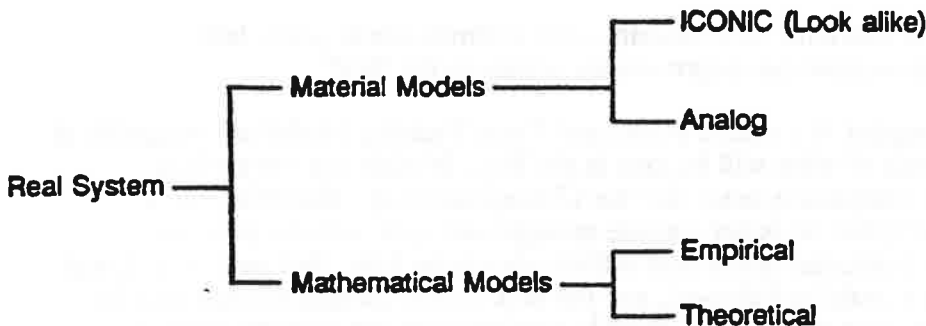 ICONIC (Look alike)
Material Models
Analog
Real System
Empirical
Mathematical Models
Theoretical